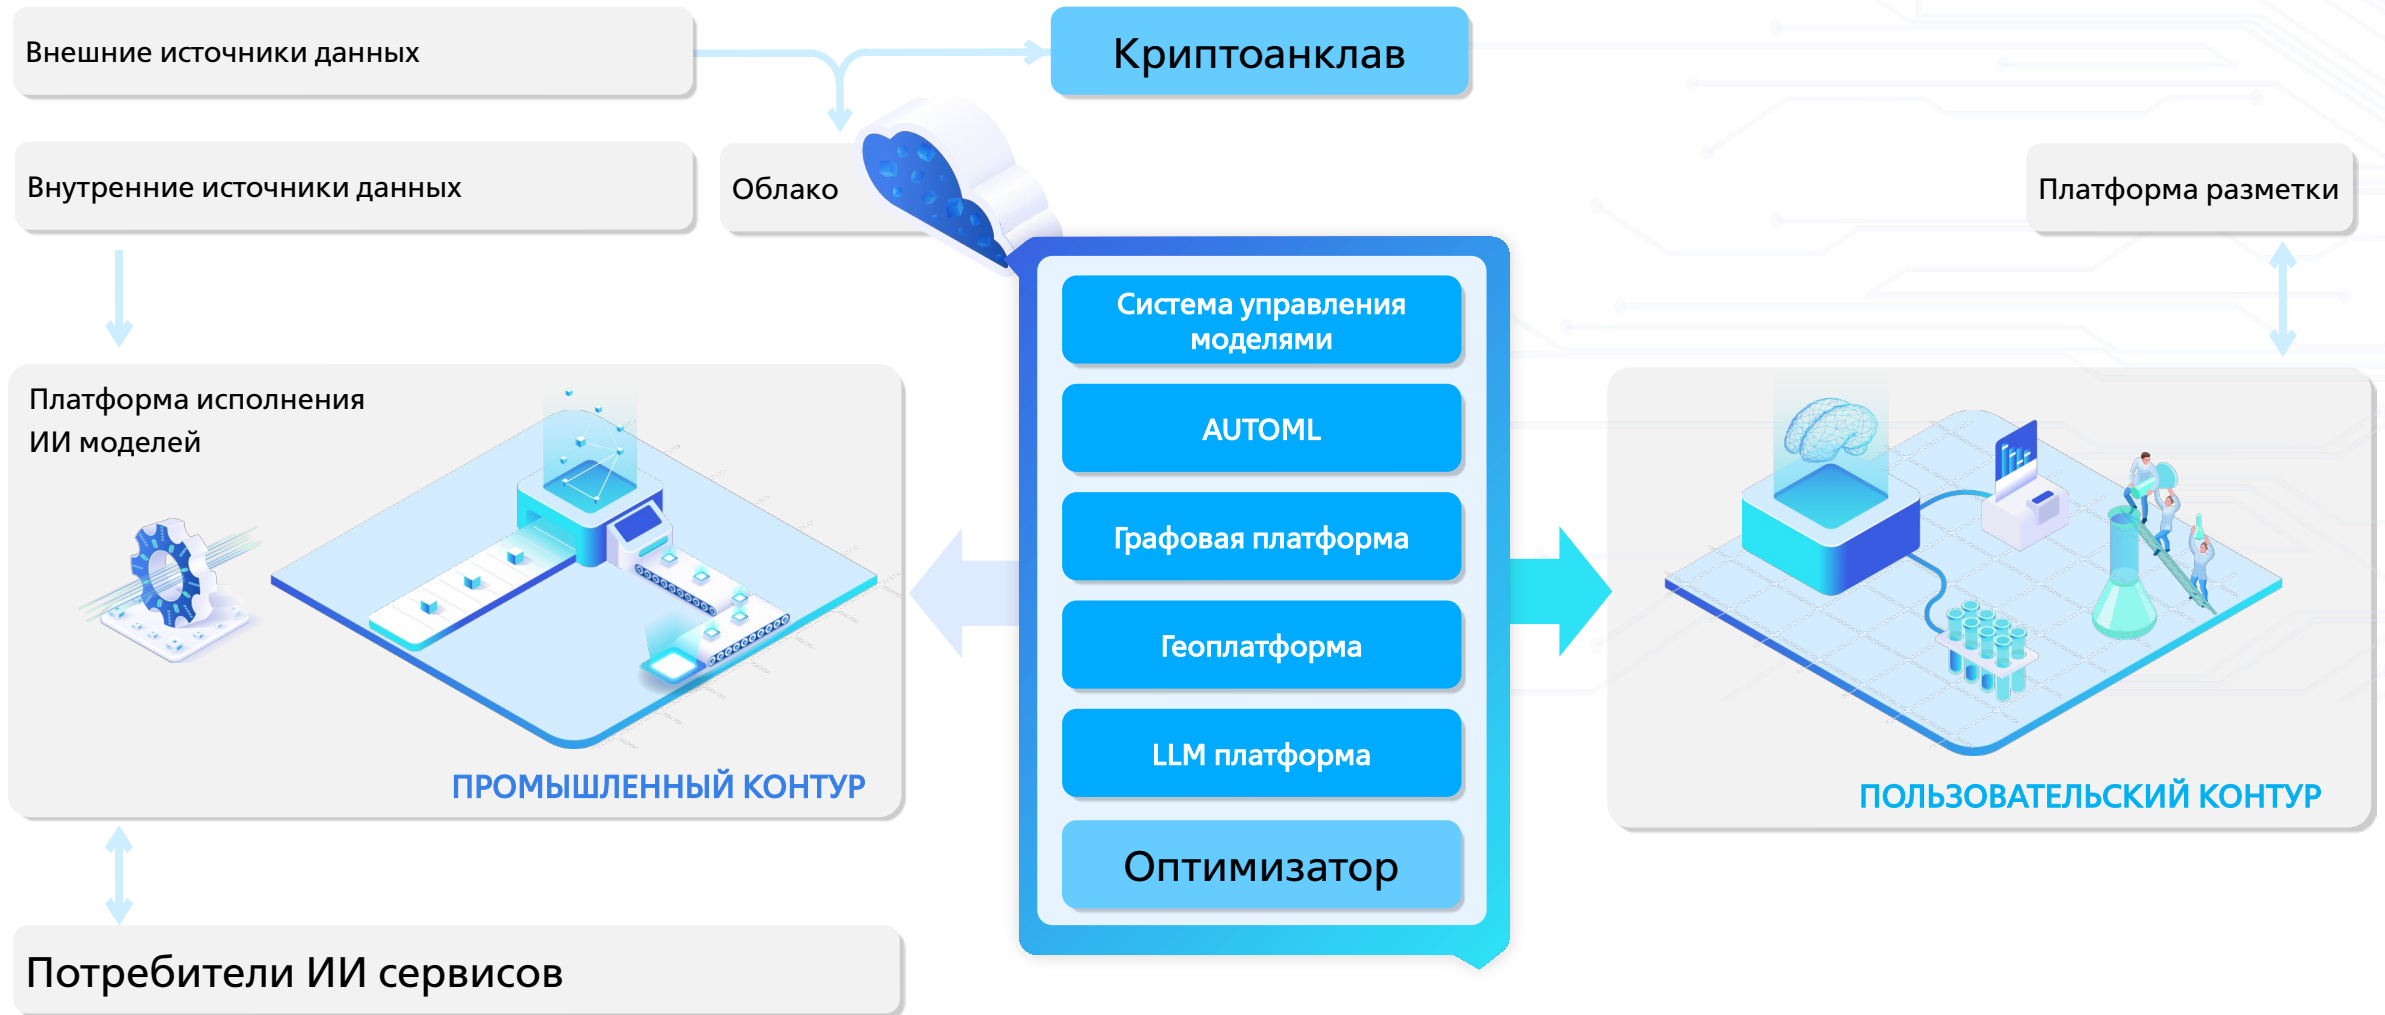 Внешние источники данных
Криптоанклав
Внутренние источники данных
Облако
Платформа разметки
Система управления
моделями
AUTOML
Графовая платформа
Геоплатформа
LLM платформа
Оптимизатор
Платформа исполнения
ИИ моделей
ПРОМЫШЛЕННЫЙ КОНТУР
ПОЛЬЗОВАТЕЛЬСКИЙ КОНТУР
Потребители ИИ сервисов